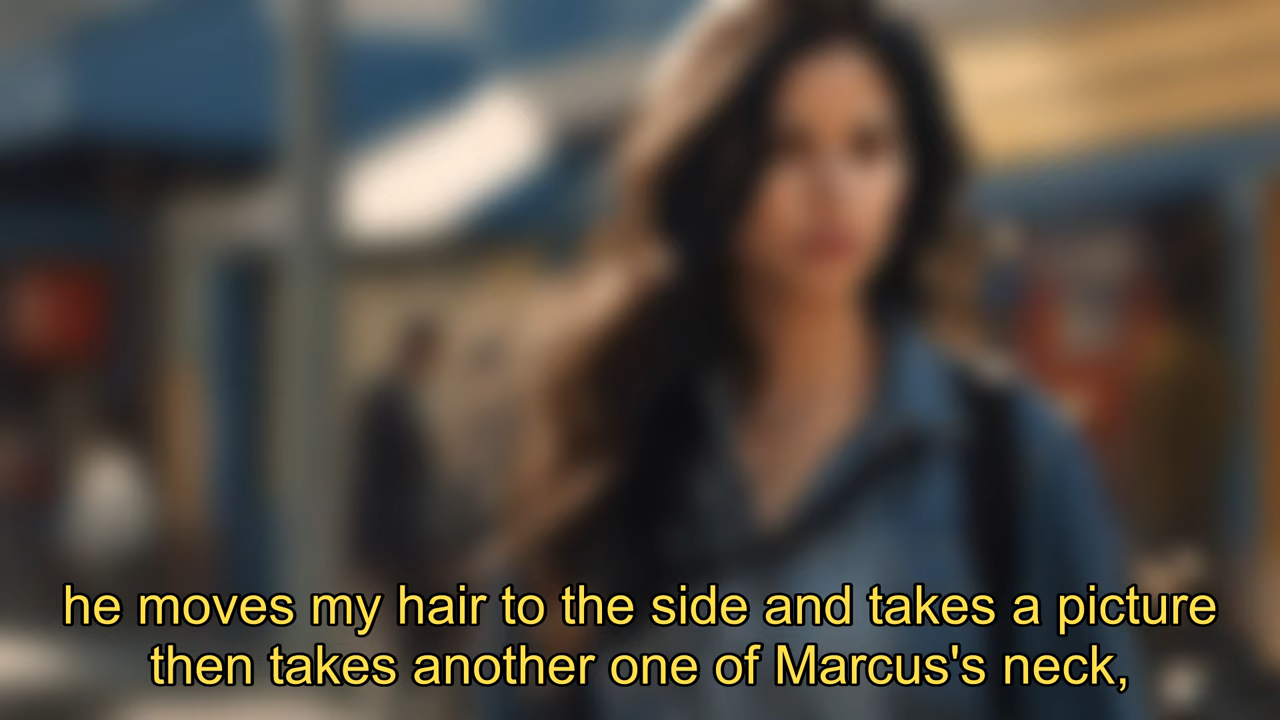 he moves my hair to the side and takes a picture
then takes another one of Marcus's neck,